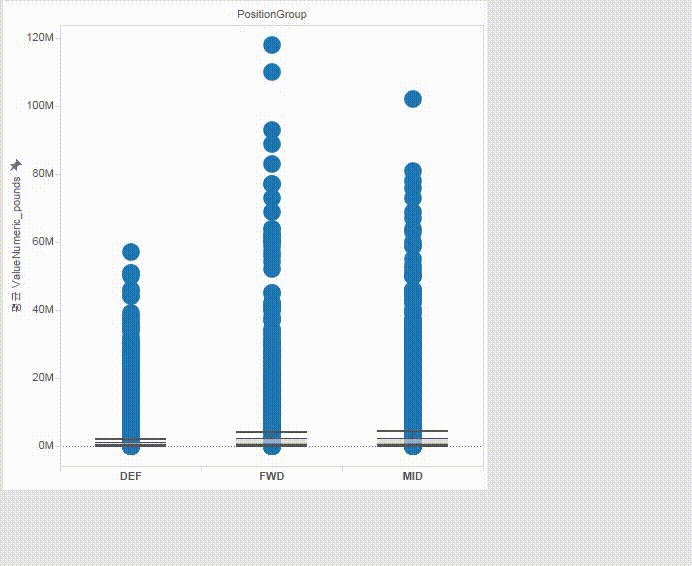 PositionGroup
120M
100M
80M
60M
40M
20M
0M
ValueNumeric_pounds
DEF FWD MID